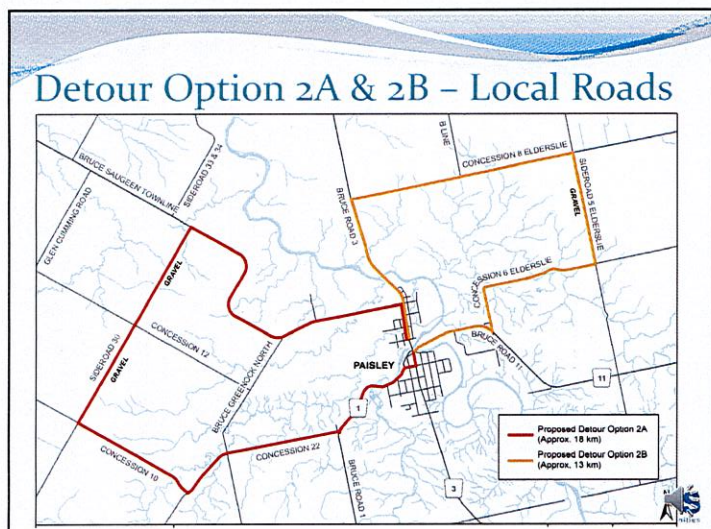 Detour Option 2A & 2B – Local Roads
BRUCE SAUGEEN TOWNLINE
SIDEROAD 33 & 34
GLEN CUMMING ROAD
B LINE
CONCESSION 8 ELDERSLIE
SIDEROAD 5 ELDERSLIE
GRAVEL
BRUCE ROAD 3
GRAVEL
CONCESSION 6 ELDERSLIE
CONCESSION 12
SIDEROAD 30
GRAVEL
BRUCE GREENOCK NORTH
PAISLEY
BRUCE ROAD 11
11
1
CONCESSION 10
CONCESSION 22
BRUCE ROAD 1
3
Proposed Detour Option 2A
(Approx. 18 km)
Proposed Detour Option 2B
(Approx. 13 km)